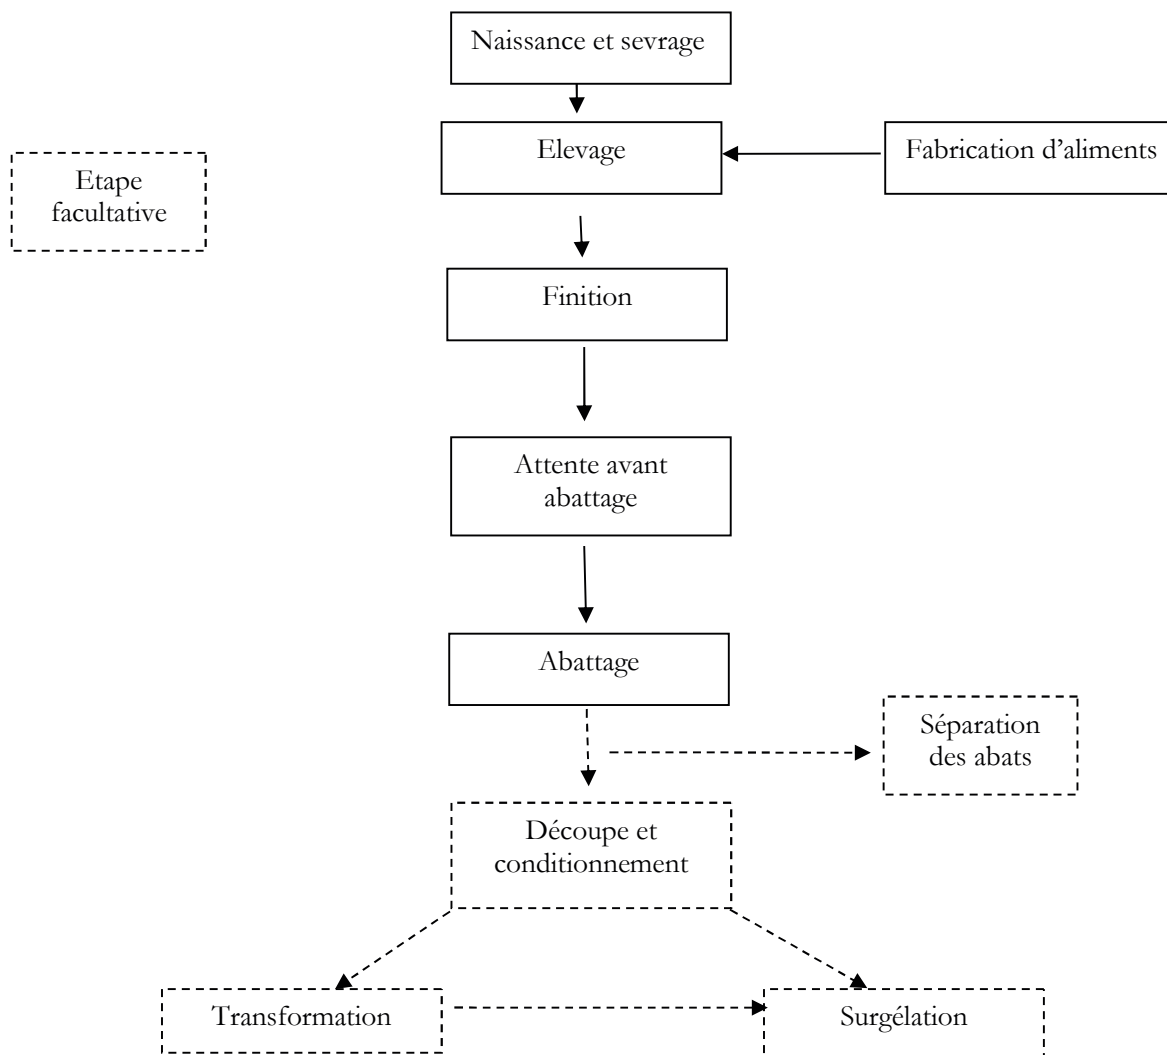 Naissance et sevrage
Elevage
Fabrication d’aliments
Etape
facultative
Finition
Attente avant
abattage
Abattage
Séparation
des abats
Découpe et
conditionnement
Transformation
Surgélation